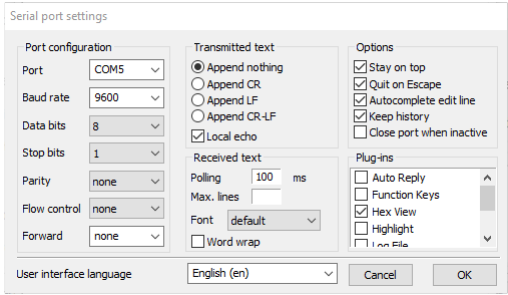 Serial port settings
Port configuration
Port COM5
Baud rate 9600
Data bits 8
Stop bits 1
Parity none
Flow control none
Forward none
Transmitted text
Append nothing
Append CR
Append LF
Append CR-LF
Local echo
Received text
Polling 100 ms
Max. lines
Font default
Word wrap
Options
Stay on top
Quit on Escape
Autocomplete edit line
Keep history
Close port when inactive
Plug-ins
Auto Reply
Function Keys
Hex View
Highlight
Log File
User interface language English (en) Cancel OK